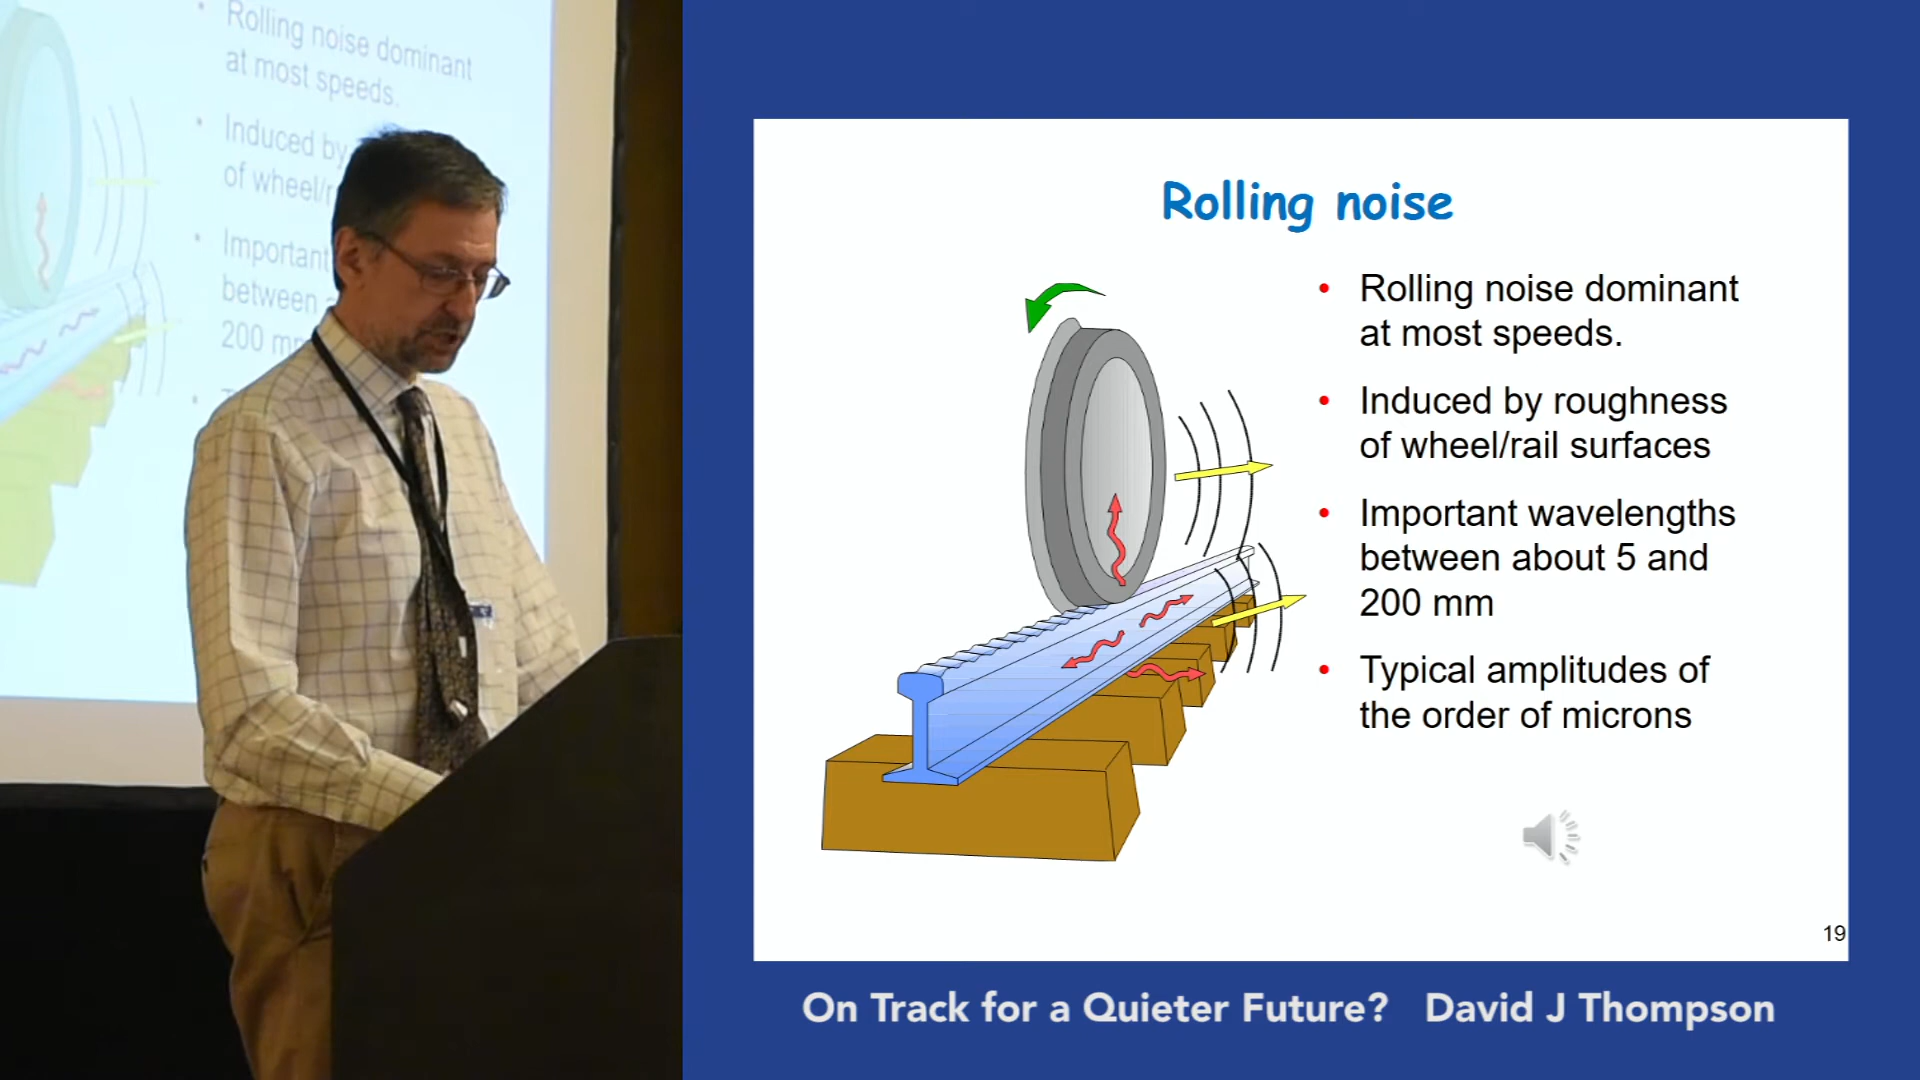 • Rolling noise dominant
at most speeds.
• Induced by
of wheel/r
• Important
between
200 m
Rolling noise
• Rolling noise dominant
at most speeds.
• Induced by roughness
of wheel/rail surfaces
• Important wavelengths
between about 5 and
200 mm
• Typical amplitudes of
the order of microns
19
On Track for a Quieter Future? David J Thompson